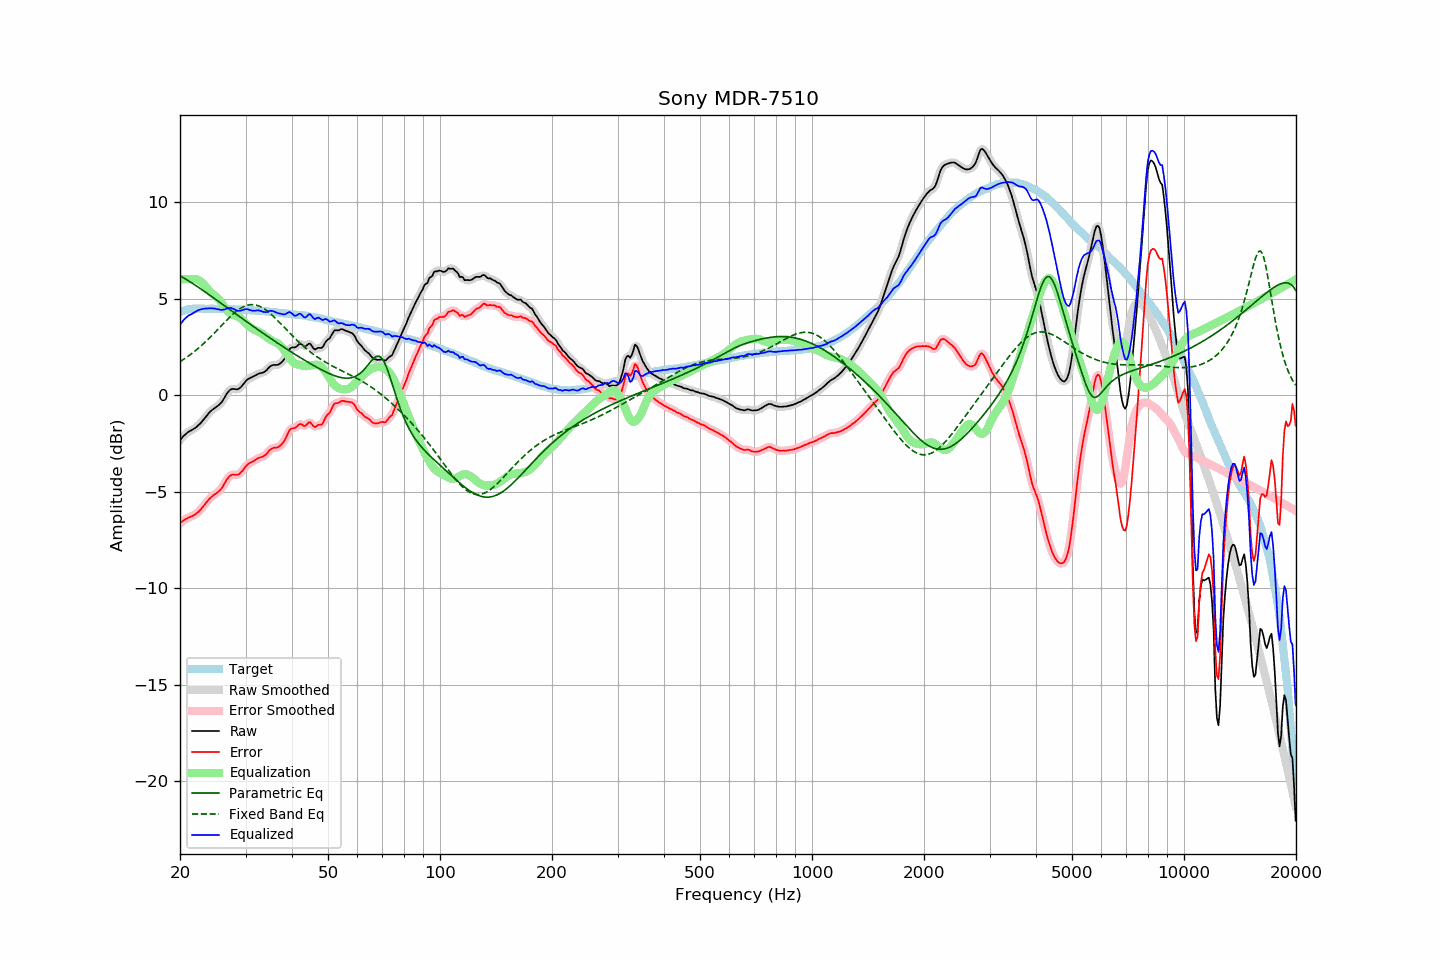 Sony MDR-7510
Amplitude (dBr)
10
5
0
−5
−10
−15
−20
Target
Raw Smoothed
Error Smoothed
Raw
Error
Equalization
Parametric Eq
Fixed Band Eq
Equalized
20 50 100 200 500 1000 2000 5000 10000 20000
Frequency (Hz)